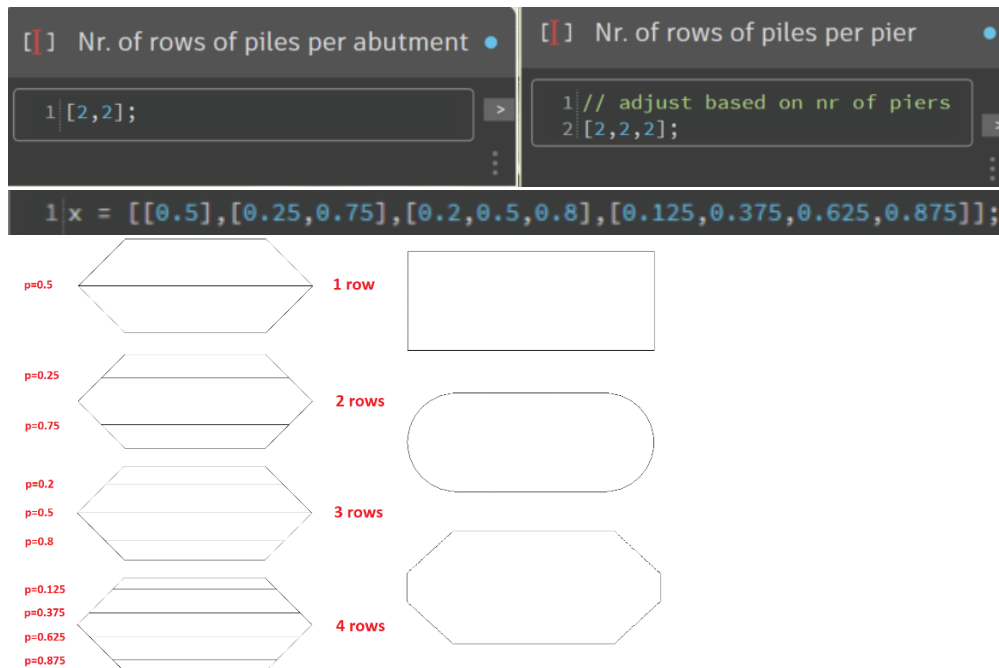 [] Nr. of rows of piles per abutment
1 [2,2];
>
[] Nr. of rows of piles per pier
1 // adjust based on nr of piers
2 [2,2,2];
>
1 x = [[0.5],[0.25,0.75],[0.2,0.5,0.8],[0.125,0.375,0.625,0.875]];
p=0.5
1 row
p=0.25
2 rows
p=0.75
p=0.2
p=0.5
3 rows
p=0.8
p=0.125
p=0.375
4 rows
p=0.625
p=0.875